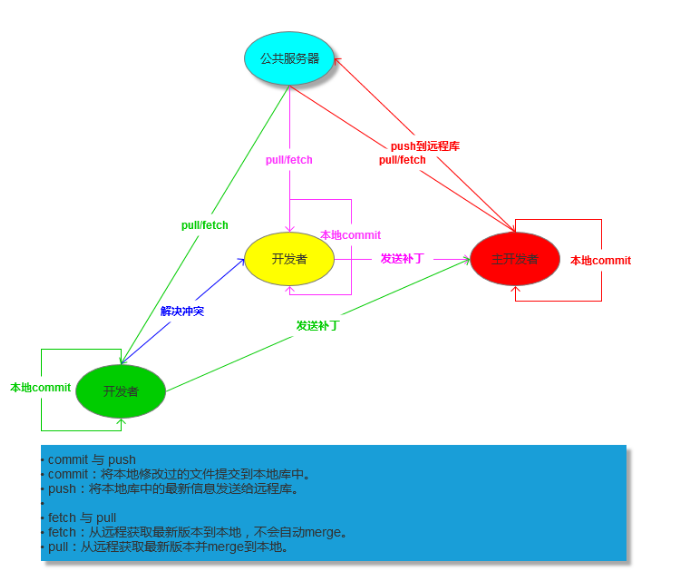 公共服务器
push到远程库
pull/fetch
pull/fetch
pull/fetch
本地commit
开发者
发送补丁
主开发者
本地commit
解决冲突
发送补丁
本地commit
开发者
• commit 与 push
• commit：将本地修改过的文件提交到本地库中。
• push：将本地库中的最新信息发送给远程库。
•
• fetch 与 pull
• fetch：从远程获取最新版本到本地，不会自动merge。
• pull：从远程获取最新版本并merge到本地。